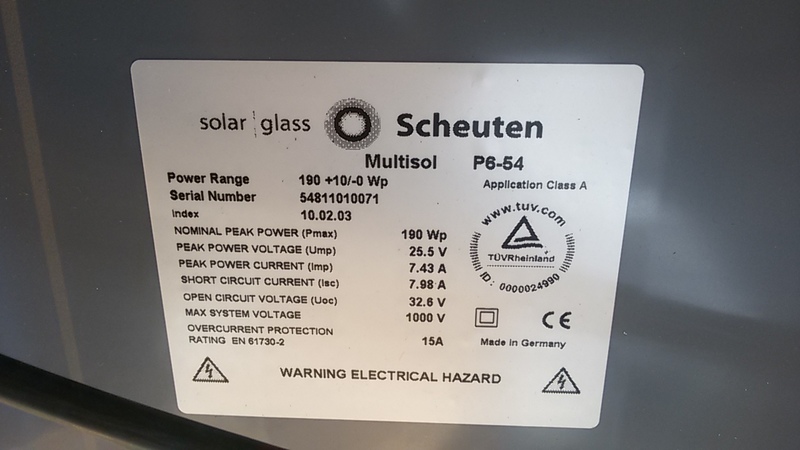 solar glass Scheuten
Multisol P6-54
Power Range 190 +10/-0 Wp
Application Class A
Serial Number 54811010071
Index 10.02.03
NOMINAL PEAK POWER (Pmax) 190 Wp
PEAK POWER VOLTAGE (Ump) 25.5 V
PEAK POWER CURRENT (Imp) 7.43 A
SHORT CIRCUIT CURRENT (Isc) 7.98 A
OPEN CIRCUIT VOLTAGE (Uoc) 32.6 V
MAX SYSTEM VOLTAGE 1000 V
OVERCURRENT PROTECTION
RATING EN 61730-2 15A
www.tuv.com
TÜVRheinland
ID: 0000024990
CE
Made in Germany
WARNING ELECTRICAL HAZARD